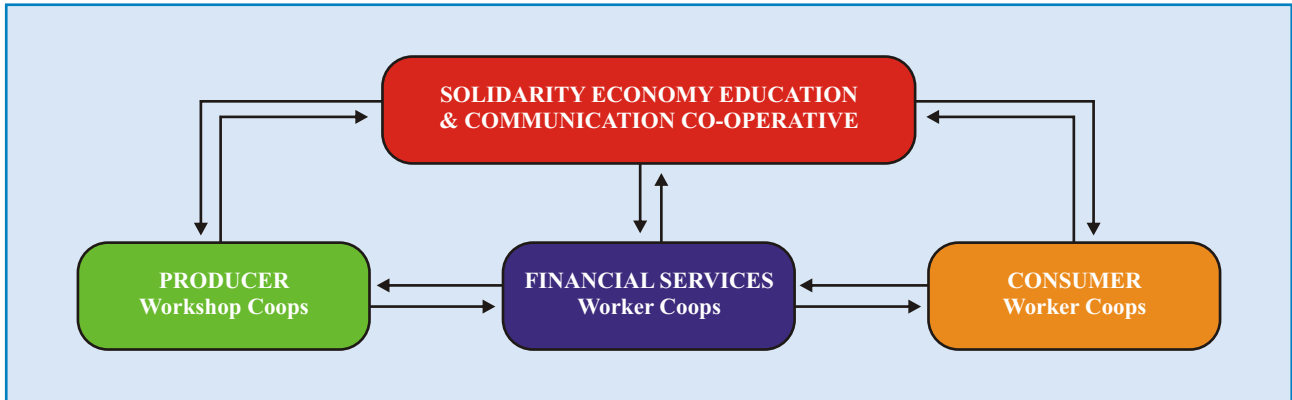 SOLIDARITY ECONOMY EDUCATION
& COMMUNICATION CO-OPERATIVE
PRODUCER
Workshop Coops
FINANCIAL SERVICES
Worker Coops
CONSUMER
Worker Coops